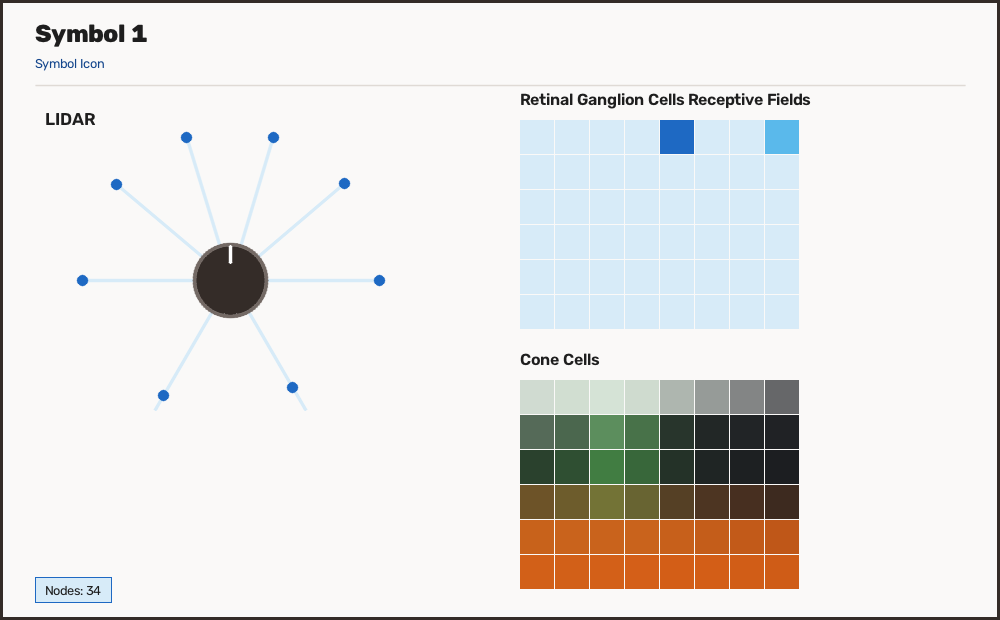 Symbol 1
Symbol Icon
LIDAR
Retinal Ganglion Cells Receptive Fields
Cone Cells
Nodes: 34